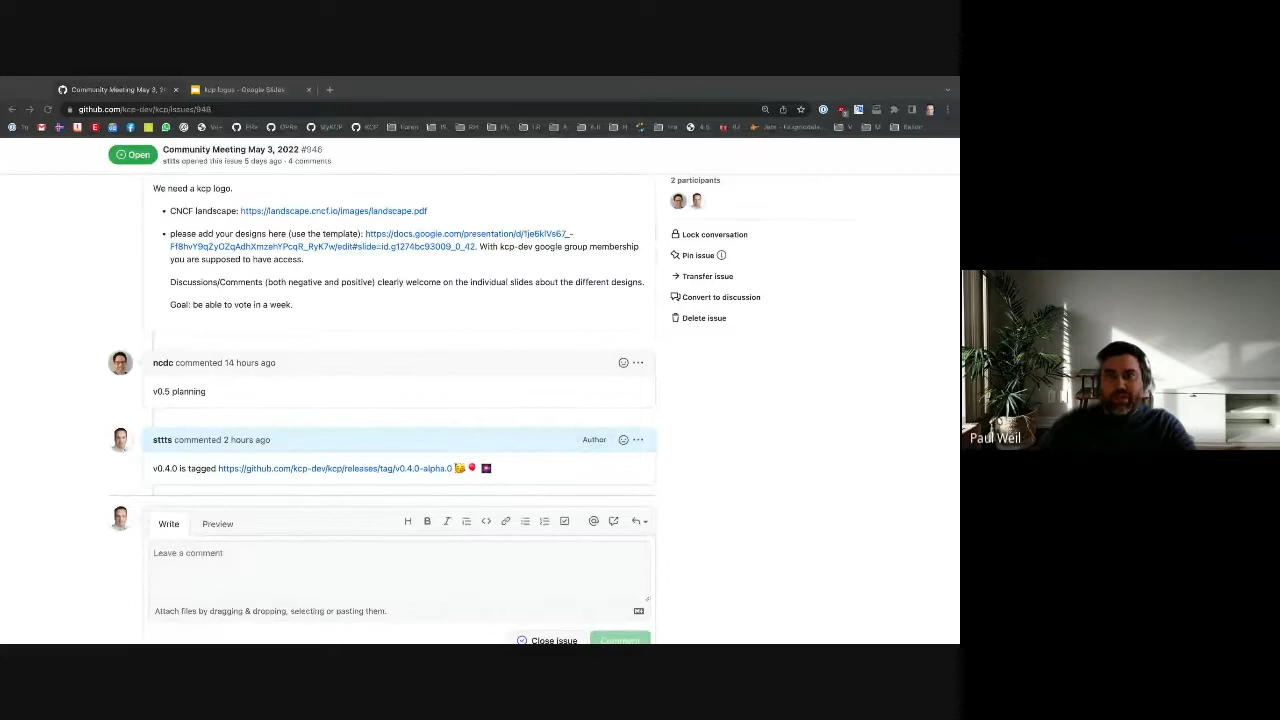 Community Meeting May 3, 2
kcp logos - Google Slides
github.com/kcp-dev/kcp/issues/946
Open
Community Meeting May 3, 2022 #946
sttts opened this issue 5 days ago · 4 comments
We need a kcp logo.
CNCF landscape: https://landscape.cncf.io/images/landscape.pdf
please add your designs here (use the template): https://docs.google.com/presentation/d/1je6klVs67_-
Ff8hvY9qZyOZqAdhXmzehYPcqR_RyK7w/edit#slide=id.g1274bc93009_0_42. With kcp-dev google group membership
you are supposed to have access.
Discussions/Comments (both negative and positive) clearly welcome on the individual slides about the different designs.
Goal: be able to vote in a week.
2 participants
Lock conversation
Pin issue
Transfer issue
Convert to discussion
Delete issue
ncdc commented 14 hours ago
v0.5 planning
sttts commented 2 hours ago
Author
v0.4.0 is tagged https://github.com/kcp-dev/kcp/releases/tag/v0.4.0-alpha.0
Write
Preview
Leave a comment
Attach files by dragging & dropping, selecting or pasting them.
Close issue
Comment
Paul Weil